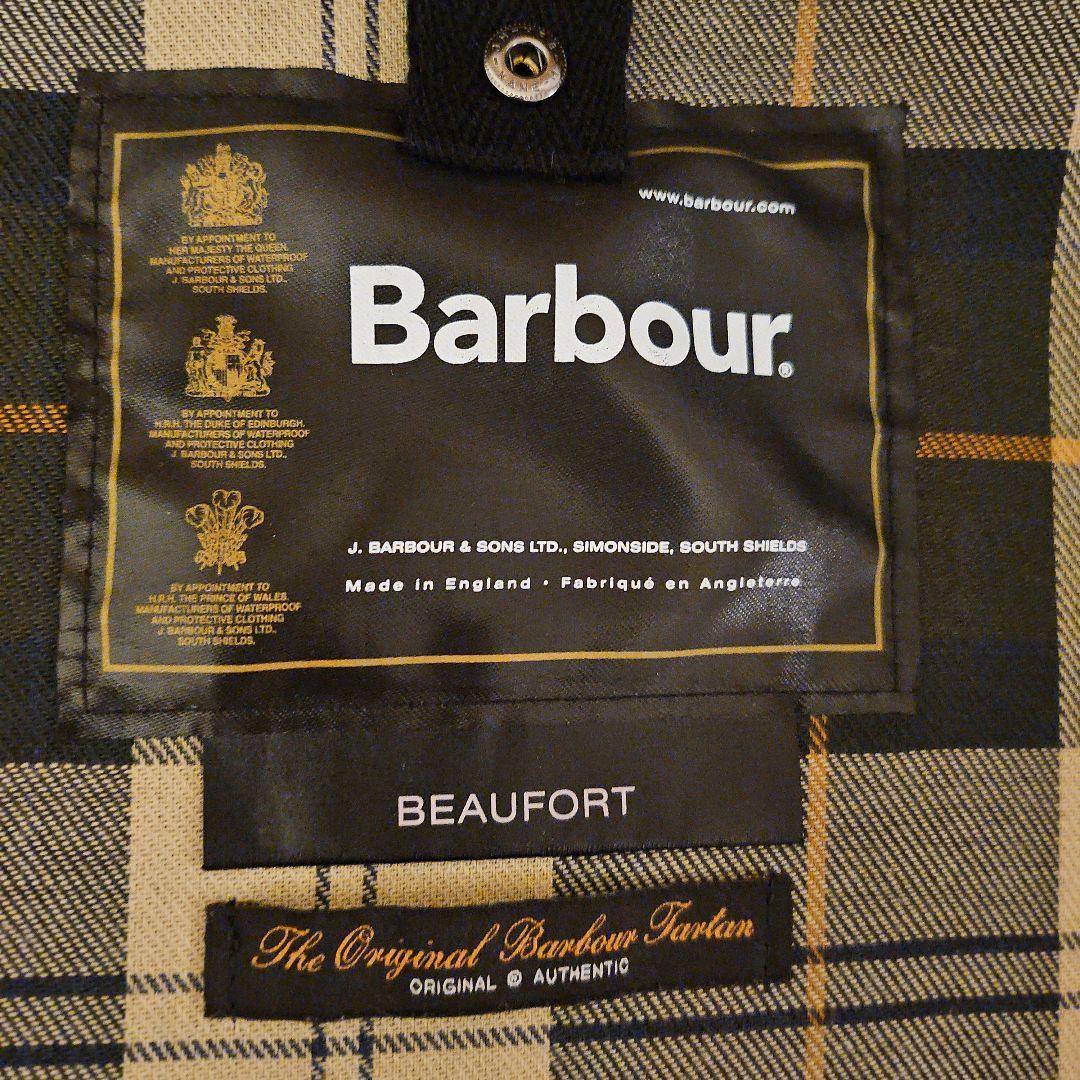 www.barbour.com
Barbour®
BY APPOINTMENT TO
HER MAJESTY THE QUEEN.
MANUFACTURERS OF WATERPROOF
AND PROTECTIVE CLOTHING
J. BARBOUR & SONS LTD.,
SOUTH SHIELDS.
BY APPOINTMENT TO
H.R.H. THE DUKE OF EDINBURGH.
MANUFACTURERS OF WATERPROOF
AND PROTECTIVE CLOTHING
J. BARBOUR & SONS LTD.,
SOUTH SHIELDS.
BY APPOINTMENT TO
H.R.H. THE PRINCE OF WALES.
MANUFACTURERS OF WATERPROOF
AND PROTECTIVE CLOTHING
J. BARBOUR & SONS LTD.,
SOUTH SHIELDS.
J. BARBOUR & SONS LTD., SIMONSIDE, SOUTH SHIELDS
Made in England · Fabriqué en Angleterre
BEAUFORT
The Original Barbour Tartan
ORIGINAL ® AUTHENTIC